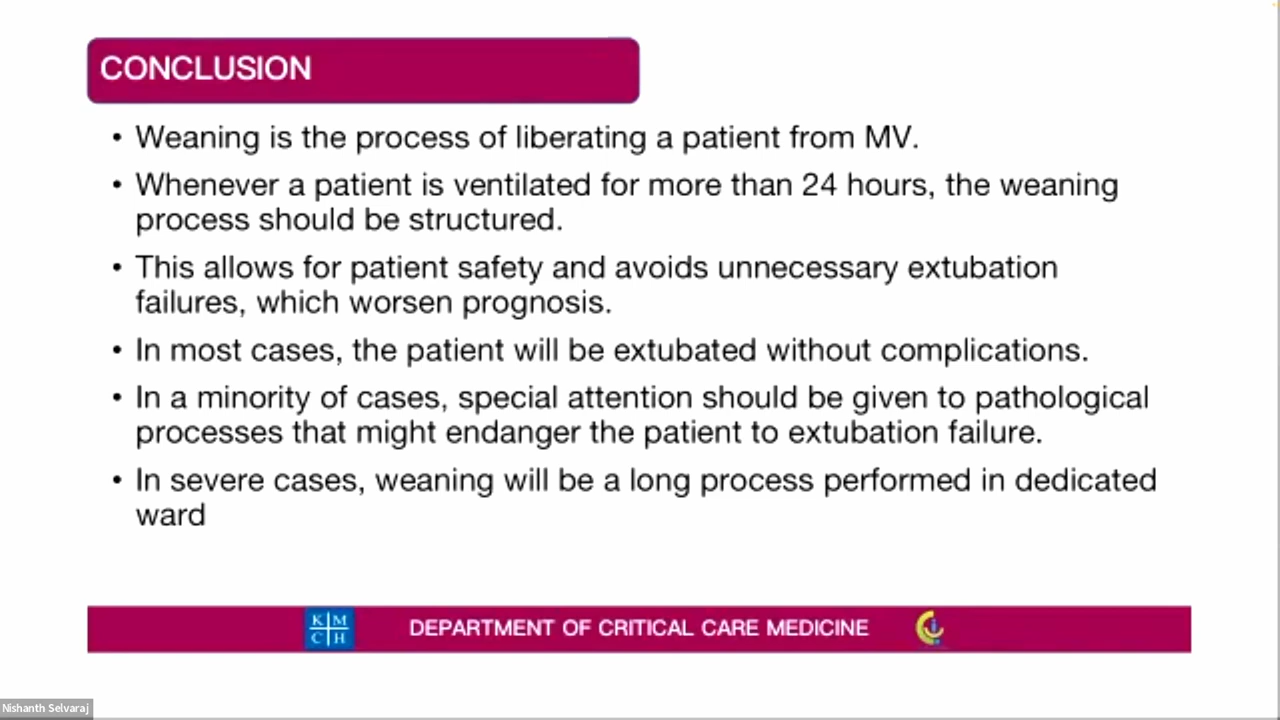 CONCLUSION
• Weaning is the process of liberating a patient from MV.
• Whenever a patient is ventilated for more than 24 hours, the weaning
process should be structured.
• This allows for patient safety and avoids unnecessary extubation
failures, which worsen prognosis.
• In most cases, the patient will be extubated without complications.
• In a minority of cases, special attention should be given to pathological
processes that might endanger the patient to extubation failure.
• In severe cases, weaning will be a long process performed in dedicated
ward
K M
C H
DEPARTMENT OF CRITICAL CARE MEDICINE
Nishanth Selvaraj